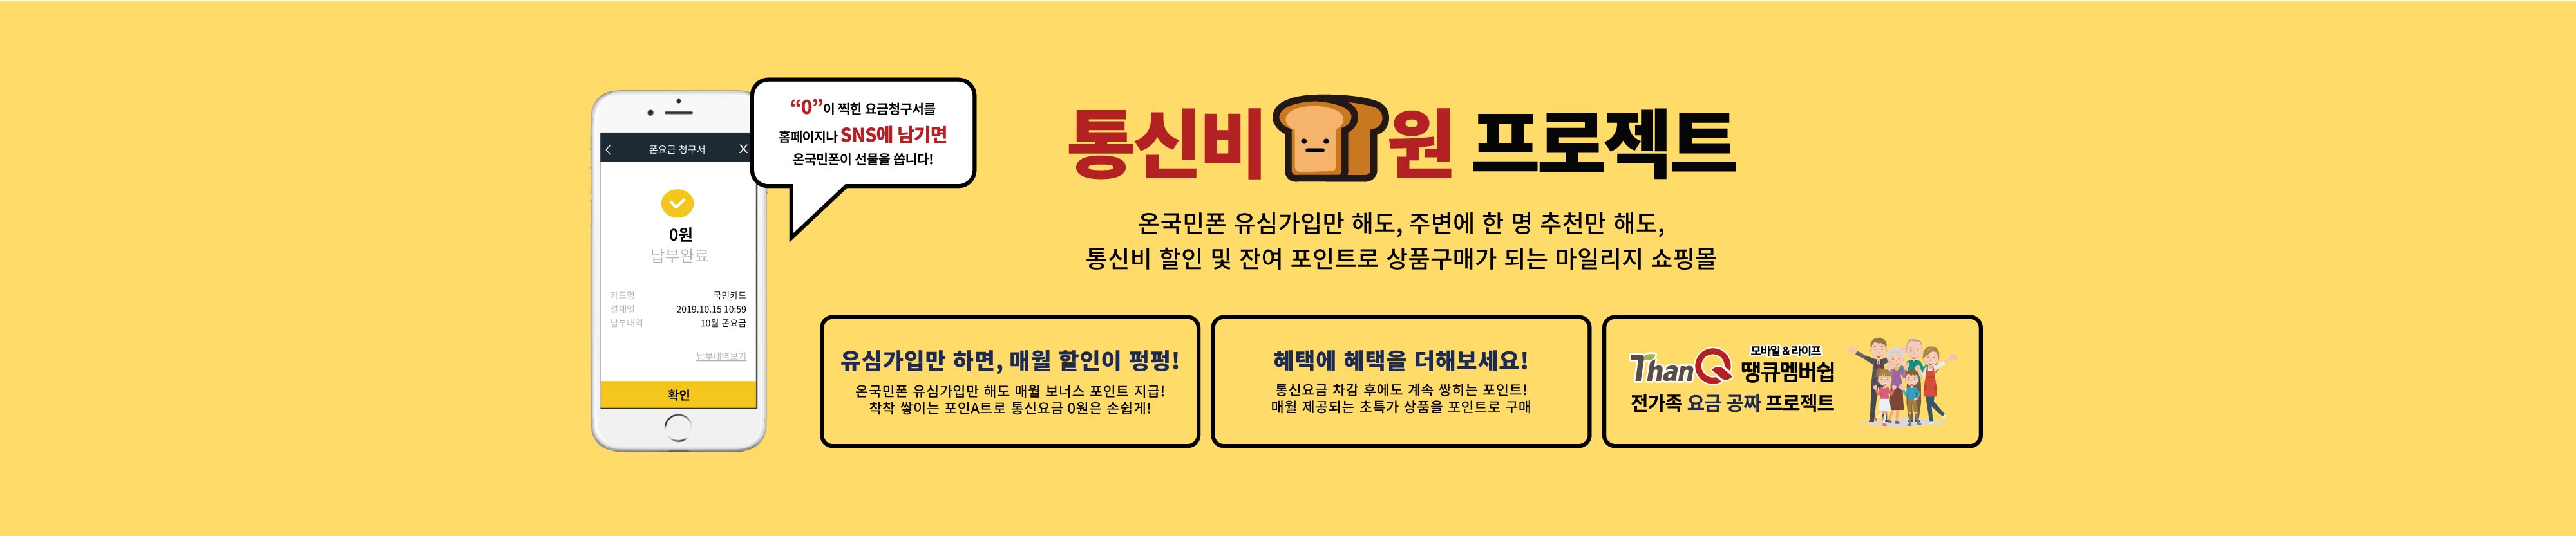 “0”이 찍힌 요금청구서를
홈페이지나 SNS에 남기면
온국민폰이 선물을 쏩니다!
폰요금 청구서 X
0원
납부완료
카드명 국민카드
결제일 2019.10.15 10:59
납부내역 10월 폰요금
납부내역보기
확인
통신비 원 프로젝트
온국민폰 유심가입만 해도, 주변에 한 명 추천만 해도,
통신비 할인 및 잔여 포인트로 상품구매가 되는 마일리지 쇼핑몰
유심가입만 하면, 매월 할인이 펑펑!
온국민폰 유심가입만 해도 매월 보너스 포인트 지급!
착착 쌓이는 포인A트로 통신요금 0원은 손쉽게!
혜택에 혜택을 더해보세요!
통신요금 차감 후에도 계속 쌓히는 포인트!
매월 제공되는 초특가 상품을 포인트로 구매
ThanQ 모바일 & 라이프
땡큐멤버쉽
전가족 요금 공짜 프로젝트